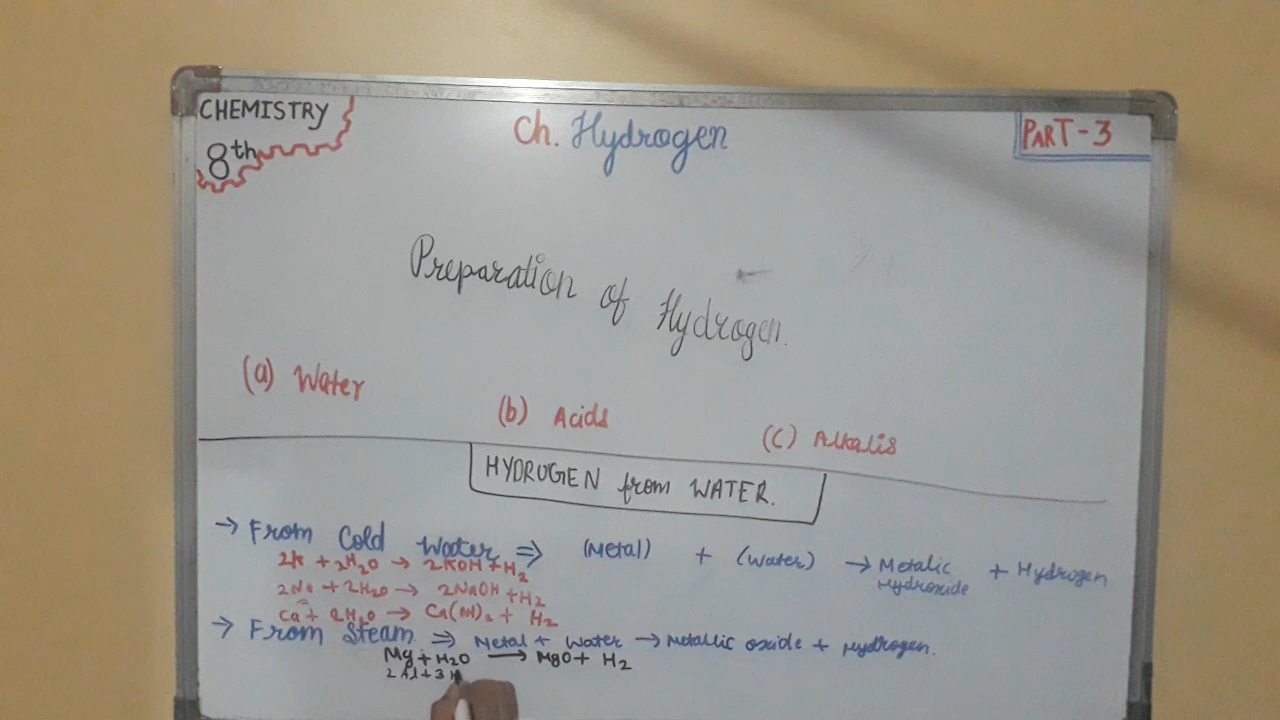 CHEMISTRY
8th
Ch. Hydrogen
PART-3
Preparation of Hydrogen.
(a) Water
(b) Acids
(C) Alkalis
HYDROGEN from WATER.
→ From Cold Water ⇒ (Metal) + (Water) → Metalic Hydroxide + Hydrogen
2K + 2H₂O → 2KOH + H₂
2Na + 2H₂O → 2NaOH + H₂
Ca + 2H₂O → Ca(OH)₂ + H₂
→ From Steam ⇒ Metal + Water → Metallic oxide + Hydrogen.
Mg + H₂O → MgO + H₂
2Al + 3H